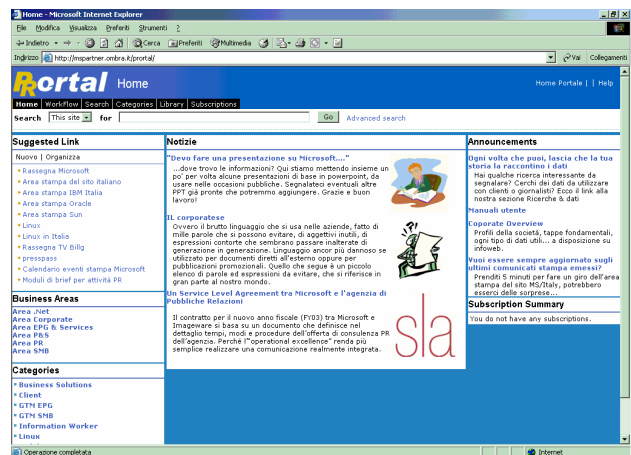 Home - Microsoft Internet Explorer
File Modifica Visualizza Preferiti Strumenti ?
Indietro Cerca Preferiti Multimedia
Indirizzo http://mspartner.ombra.it/prortal/ Vai Collegamenti
PRortal Home
Home Portale | | Help
Home Workflow Search Categories Library Subscriptions
Search This site for Go Advanced search
Suggested Link
Nuovo | Organizza
Rassegna Microsoft
Area stampa del sito italiano
Area stampa IBM Italia
Area stampa Oracle
Area stampa Sun
Linux
Linux in Italia
Rassegna TV Billg
presspass
Calendario eventi stampa Microsoft
Moduli di brief per attività PR
Business Areas
Area .Net
Area Corporate
Area EPG & Services
Area P&S
Area PR
Area SMB
Categories
Business Solutions
Client
GTM EPG
GTM SMB
Information Worker
Linux
Notizie
"Devo fare una presentazione su Microsoft...."
...dove trovo le informazioni? Qui stiamo mettendo insieme un
po' per volta alcune presentazioni di base in powerpoint, da
usare nelle occasioni pubbliche. Segnalateci eventuali altre
PPT già pronte che potremmo aggiungere. Grazie e buon
lavoro!
IL corporatese
Ovvero il brutto linguaggio che si usa nelle aziende, fatto di
mille parole che si possono evitare, di aggettivi inutili, di
espressioni contorte che sembrano passare inalterate di
generazione in generazione. Linguaggio ancor più dannoso se
utilizzato per documenti diretti all'esterno oppure per
pubblicazioni promozionali. Quello che segue è un piccolo
elenco di parole ed espressioni da evitare, che si riferisce in
gran parte al nostro mondo.
Un Service Level Agreement tra Microsoft e l'agenzia di
Pubbliche Relazioni
Il contratto per il nuovo anno fiscale (FY03) tra Microsoft e
Imageware si basa su un documento che definisce nel
dettaglio tempi, modi e procedure dell'offerta di consulenza PR
dell'agenzia. Perché l'"operational excellence" renda più
semplice realizzare una comunicazione realmente integrata.
sla
Announcements
Ogni volta che puoi, lascia che la tua
storia la raccontino i dati
Hai qualche ricerca interessante da
segnalare? Cerchi dei dati da utilizzare
con clienti o giornalisti? Ecco il link alla
nostra sezione Ricerche & dati
Manuali utente
Coporate Overview
Profili della società, tappe fondamentali,
ogni tipo di dati utili... a disposizione su
infoweb.
Vuoi essere sempre aggiornato sugli
ultimi comunicati stampa emessi?
Prenditi 5 minuti per fare un giro dell'area
stampa del sito MS/Italy, potrebbero
esserci delle sorprese...
Subscription Summary
You do not have any subscriptions.
Operazione completata Internet